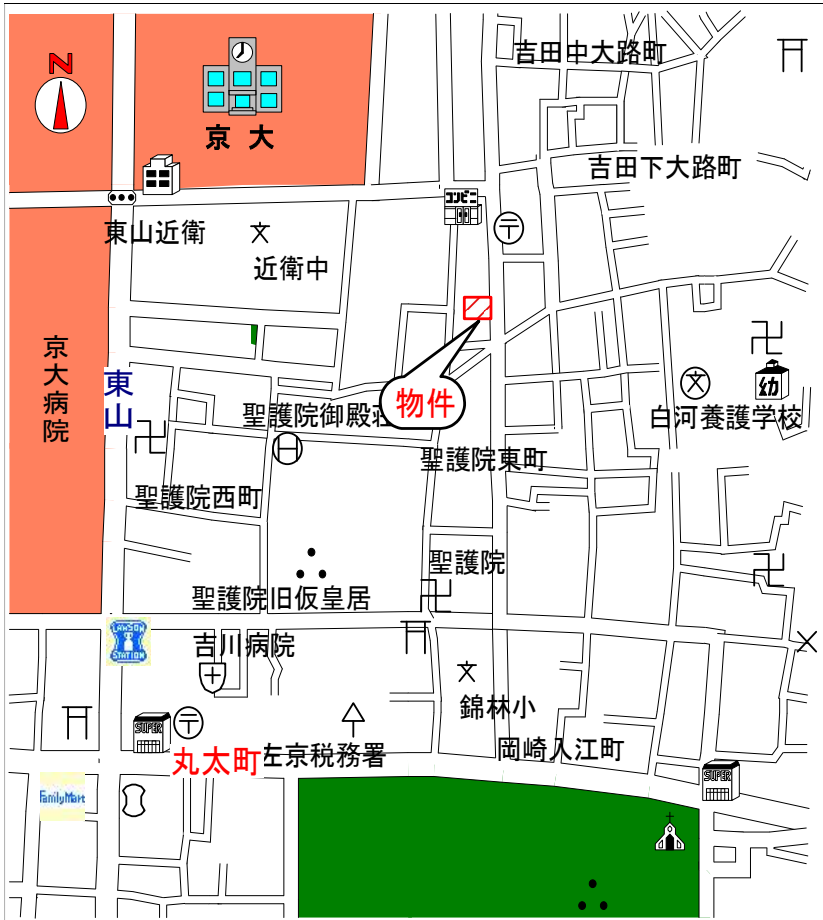 吉田中大路町
N
京大
吉田下大路町
コンビニ
〒
東山近衛
文
近衛中
京大病院
東山
物件
文
幼
聖護院御殿荘
白河養護学校
聖護院東町
H
聖護院西町
聖護院
聖護院旧仮皇居
LAWSON
STATION
吉川病院
文
錦林小
〒
SUPER
丸太町
左京税務署
岡崎入江町
SUPER
FamilyMart